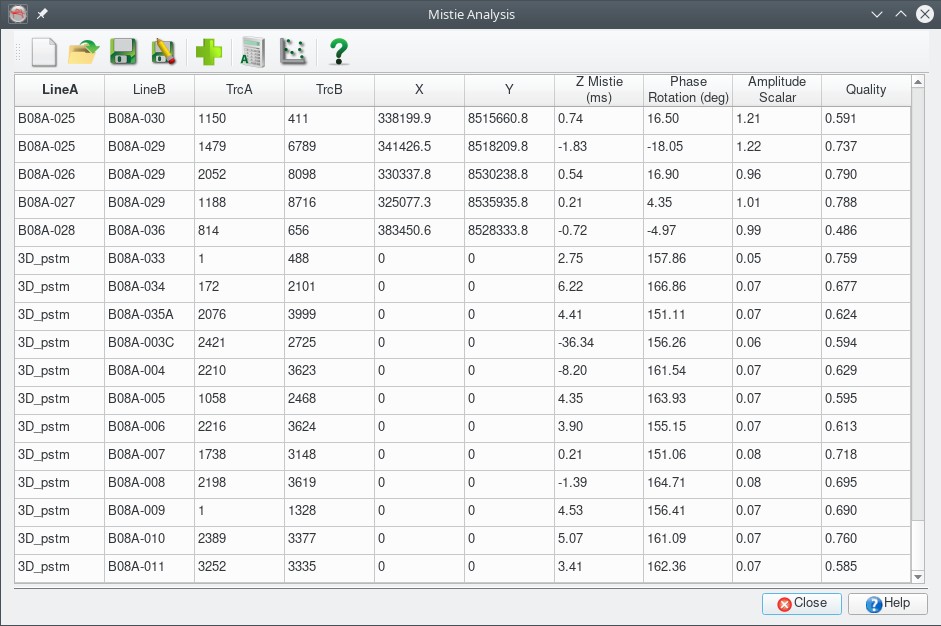 Mistie Analysis
LineA LineB TrcA TrcB X Y Z Mistie (ms) Phase Rotation (deg) Amplitude Scalar Quality
B08A-025 B08A-030 1150 411 338199.9 8515660.8 0.74 16.50 1.21 0.591
B08A-025 B08A-029 1479 6789 341426.5 8518209.8 -1.83 -18.05 1.22 0.737
B08A-026 B08A-029 2052 8098 330337.8 8530238.8 0.54 16.90 0.96 0.790
B08A-027 B08A-029 1188 8716 325077.3 8535935.8 0.21 4.35 1.01 0.788
B08A-028 B08A-036 814 656 383450.6 8528333.8 -0.72 -4.97 0.99 0.486
3D_pstm B08A-033 1 488 0 0 2.75 157.86 0.05 0.759
3D_pstm B08A-034 172 2101 0 0 6.22 166.86 0.07 0.677
3D_pstm B08A-035A 2076 3999 0 0 4.41 151.11 0.07 0.624
3D_pstm B08A-003C 2421 2725 0 0 -36.34 156.26 0.06 0.594
3D_pstm B08A-004 2210 3623 0 0 -8.20 161.54 0.07 0.629
3D_pstm B08A-005 1058 2468 0 0 4.35 163.93 0.07 0.595
3D_pstm B08A-006 2216 3624 0 0 3.90 155.15 0.07 0.613
3D_pstm B08A-007 1738 3148 0 0 0.21 151.06 0.08 0.718
3D_pstm B08A-008 2198 3619 0 0 -1.39 164.71 0.08 0.695
3D_pstm B08A-009 1 1328 0 0 4.53 156.41 0.07 0.690
3D_pstm B08A-010 2389 3377 0 0 5.07 161.09 0.07 0.760
3D_pstm B08A-011 3252 3335 0 0 3.41 162.36 0.07 0.585
Close Help